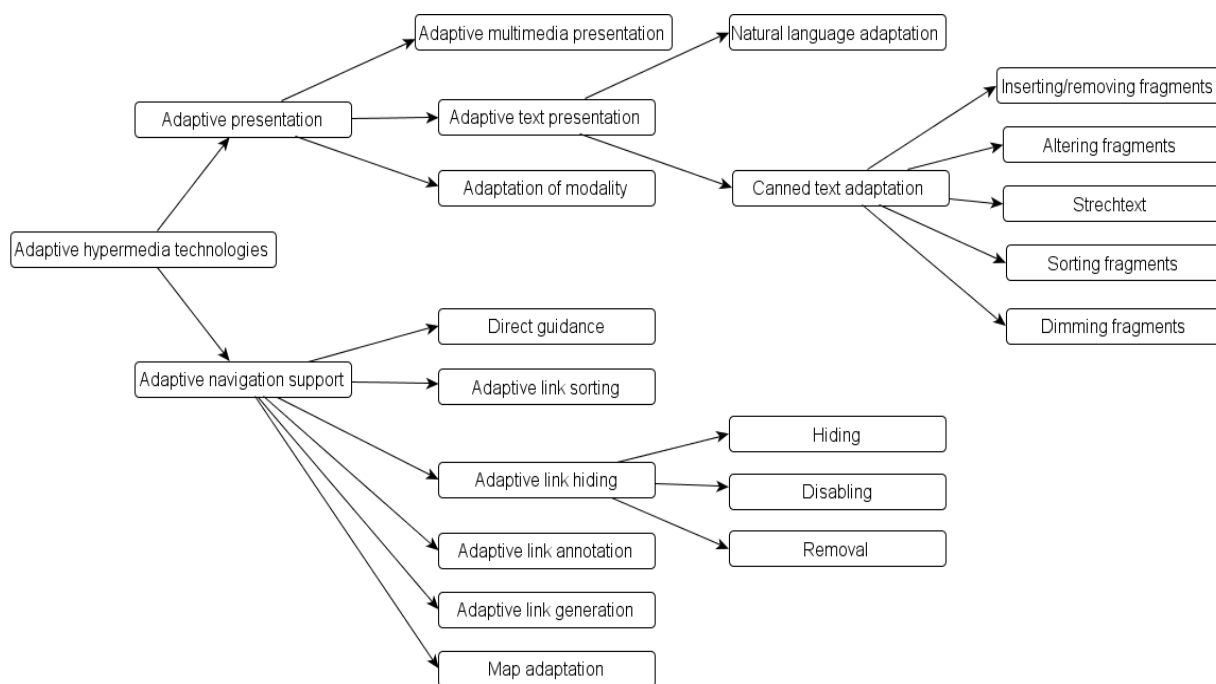 Adaptive multimedia presentation
Natural language adaptation
Inserting/removing fragments
Adaptive presentation
Adaptive text presentation
Altering fragments
Adaptation of modality
Canned text adaptation
Strechtext
Adaptive hypermedia technologies
Sorting fragments
Direct guidance
Dimming fragments
Adaptive navigation support
Adaptive link sorting
Hiding
Adaptive link hiding
Disabling
Adaptive link annotation
Removal
Adaptive link generation
Map adaptation